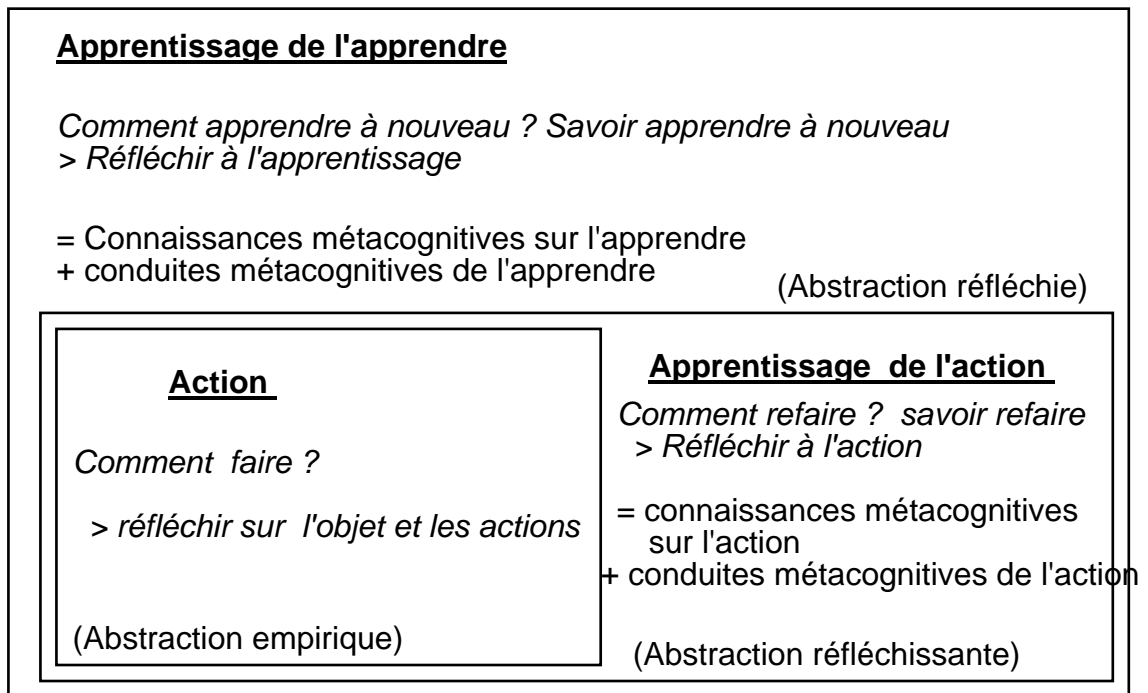 Apprentissage de l'apprendre
Comment apprendre à nouveau ? Savoir apprendre à nouveau
> Réfléchir à l'apprentissage
= Connaissances métacognitives sur l'apprendre
+ conduites métacognitives de l'apprendre
(Abstraction réfléchie)
Action
Comment faire ?
> réfléchir sur l'objet et les actions
(Abstraction empirique)
Apprentissage de l'action
Comment refaire ? savoir refaire
> Réfléchir à l'action
= connaissances métacognitives
sur l'action
+ conduites métacognitives de l'action
(Abstraction réfléchissante)